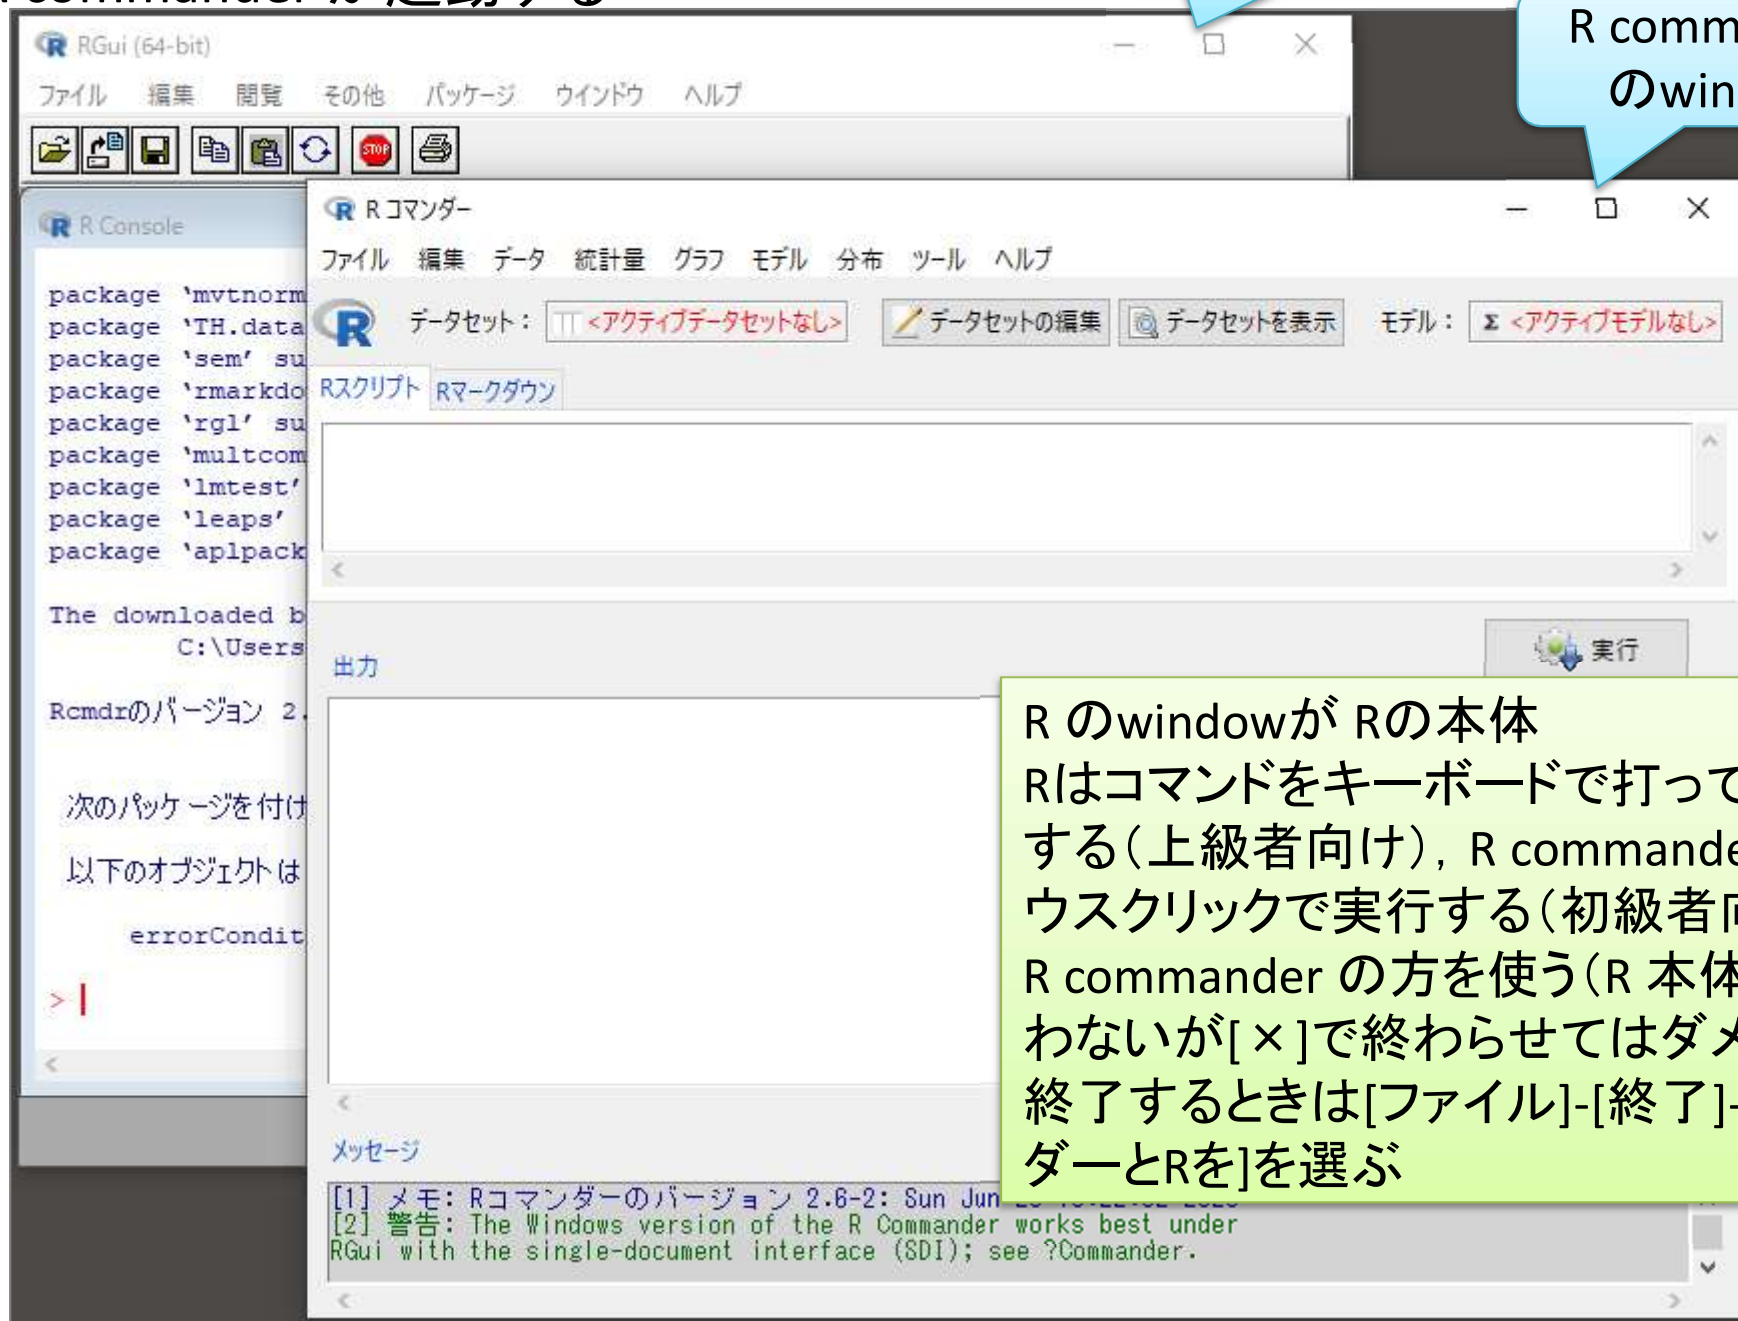 commander が起動する
R comm
のwin
RGui (64-bit)
ファイル 編集 閲覧 その他 パッケージ ウインドウ ヘルプ
STOP
R Console
package 'mvtnorm
package 'TH.data
package 'sem' su
package 'rmarkdo
package 'rgl' su
package 'multcom
package 'lmtest'
package 'leaps'
package 'aplpack
The downloaded b
C:\Users
Rcmdrのバージョン 2.
次のパッケージを付け
以下のオブジェクトは
errorCondit
>
R コマンダー
ファイル 編集 データ 統計量 グラフ モデル 分布 ツール ヘルプ
データセット： <アクティブデータセットなし> データセットの編集 データセットを表示 モデル： Σ <アクティブモデルなし>
Rスクリプト Rマークダウン
実行
出力
R のwindowが Rの本体
Rはコマンドをキーボードで打って
する（上級者向け），R commande
ウスクリックで実行する（初級者向
R commander の方を使う（R 本体
わないが[×]で終わらせてはダメ
終了するときは[ファイル]-[終了]-
ダーとRを]を選ぶ
メッセージ
[1] メモ: Rコマンダーのバージョン 2.6-2: Sun Jun
[2] 警告: The Windows version of the R Commander works best under
RGui with the single-document interface (SDI); see ?Commander.